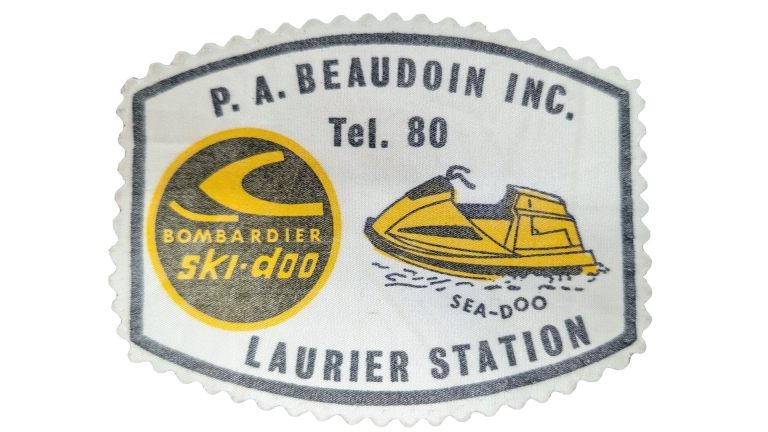 P. A. BEAUDOIN INC.
Tel. 80
BOMBARDIER
ski-doo
SEA-DOO
LAURIER STATION